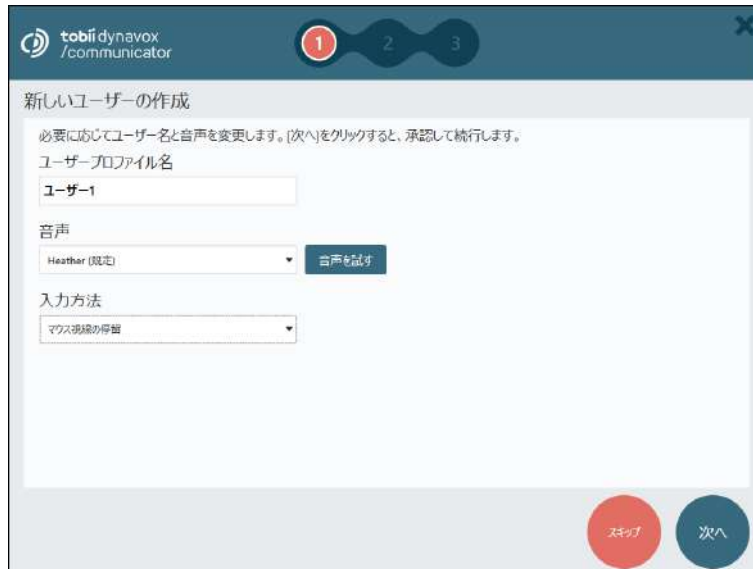 tobii dynavox
/communicator
1 2 3
新しいユーザーの作成
必要に応じてユーザー名と音声を変更します。[次へ]をクリックすると、承認して続行します。
ユーザープロファイル名
ユーザー1
音声
Heather (規定)
音声を試す
入力方法
マウス視線の停留
スキップ
次へ